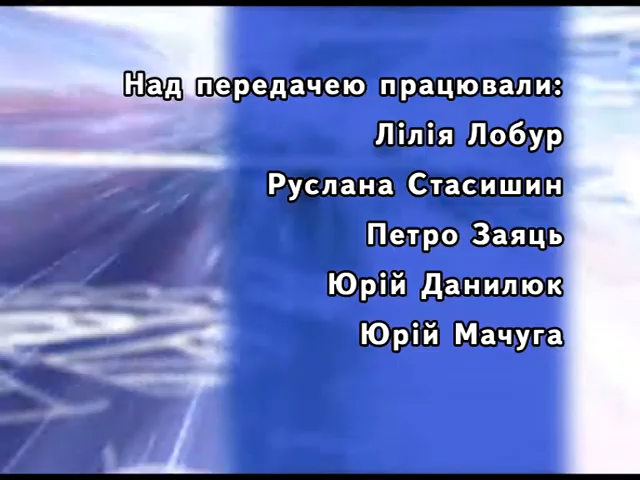 Над передачею працювали:
Лілія Лобур
Руслана Стасишин
Петро Заяць
Юрій Данилюк
Юрій Мачуга